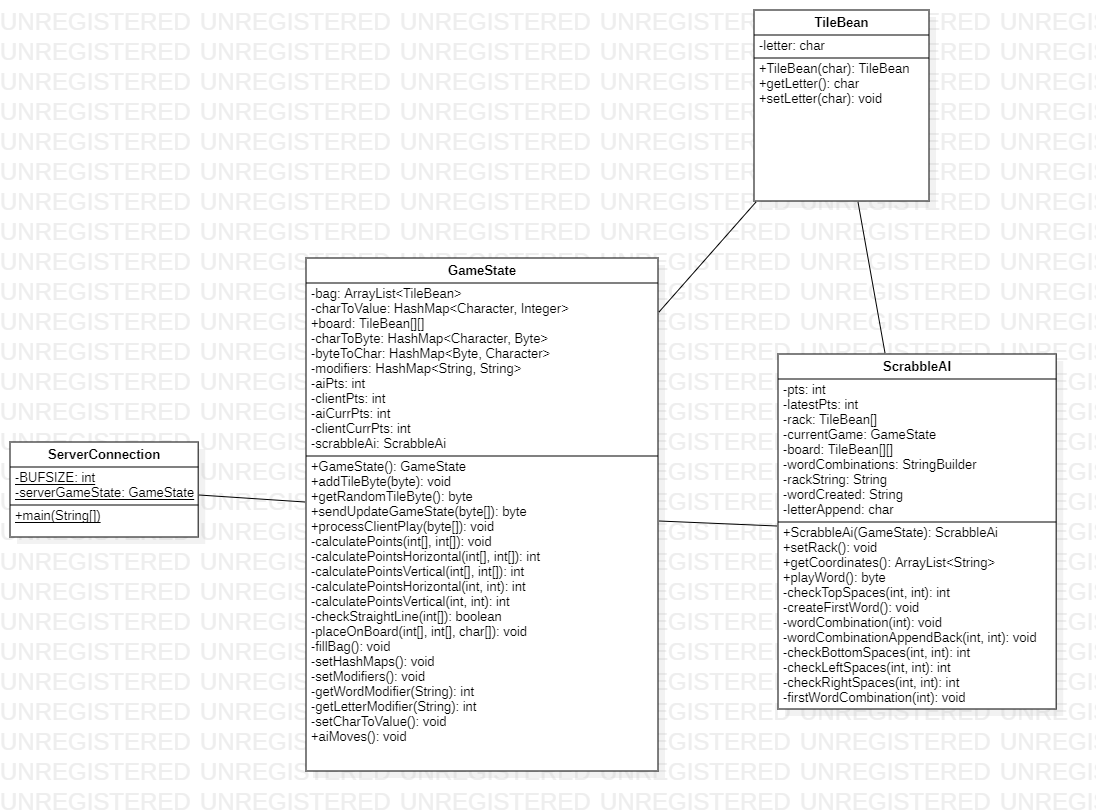 TileBean
-letter: char
+TileBean(char): TileBean
+getLetter(): char
+setLetter(char): void
GameState
-bag: ArrayList<TileBean>
-charToValue: HashMap<Character, Integer>
+board: TileBean[][]
-charToByte: HashMap<Character, Byte>
-byteToChar: HashMap<Byte, Character>
-modifiers: HashMap<String, String>
-aiPts: int
-clientPts: int
-aiCurrPts: int
-clientCurrPts: int
-scrabbleAi: ScrabbleAi
+GameState(): GameState
+addTileByte(byte): void
+getRandomTileByte(): byte
+sendUpdateGameState(byte[]): byte
+processClientPlay(byte[]): void
-calculatePoints(int[], int[]): void
-calculatePointsHorizontal(int[], int[]): int
-calculatePointsVertical(int[], int[]): int
-calculatePointsHorizontal(int, int): int
-calculatePointsVertical(int, int): int
-checkStraightLine(int[]): boolean
-placeOnBoard(int[], int[], char[]): void
-fillBag(): void
-setHashMaps(): void
-setModifiers(): void
-getWordModifier(String): int
-getLetterModifier(String): int
-setCharToValue(): void
+aiMoves(): void
ScrabbleAI
-pts: int
-latestPts: int
-rack: TileBean[]
-currentGame: GameState
-board: TileBean[][]
-wordCombinations: StringBuilder
-rackString: String
-wordCreated: String
-letterAppend: char
+ScrabbleAi(GameState): ScrabbleAi
+setRack(): void
+getCoordinates(): ArrayList<String>
+playWord(): byte
-checkTopSpaces(int, int): int
-createFirstWord(): void
-wordCombination(int): void
-wordCombinationAppendBack(int, int): void
-checkBottomSpaces(int, int): int
-checkLeftSpaces(int, int): int
-checkRightSpaces(int, int): int
-firstWordCombination(int): void
ServerConnection
-BUFSIZE: int
-serverGameState: GameState
+main(String[])